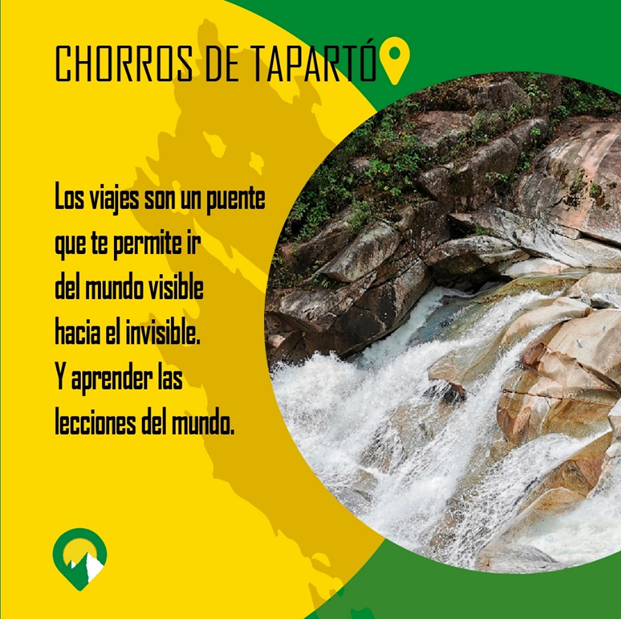 CHORROS DE TAPARTÓ
Los viajes son un puente
que te permite ir
del mundo visible
hacia el invisible.
Y aprender las
lecciones del mundo.